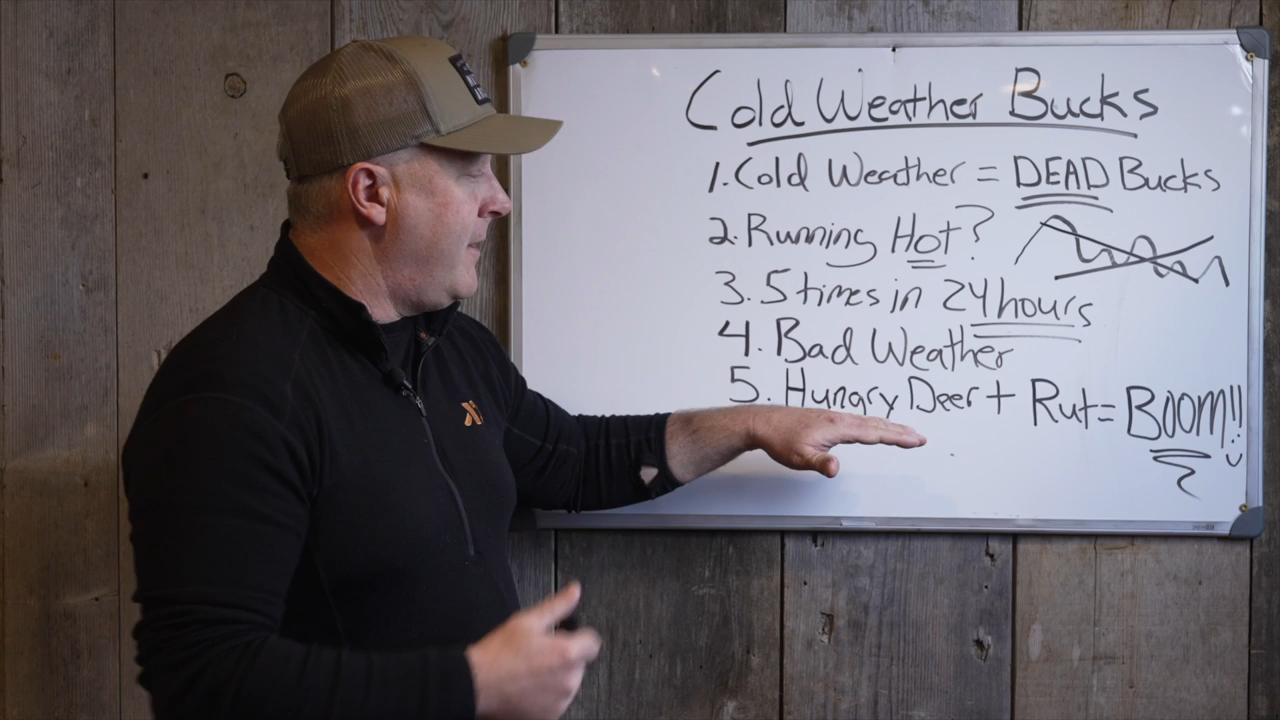 Cold Weather Bucks
1. Cold Weather = DEAD Bucks
2. Running Hot?
3. 5 times in 24 hours
4. Bad Weather
5. Hungry Deer + Rut = BOOM!!